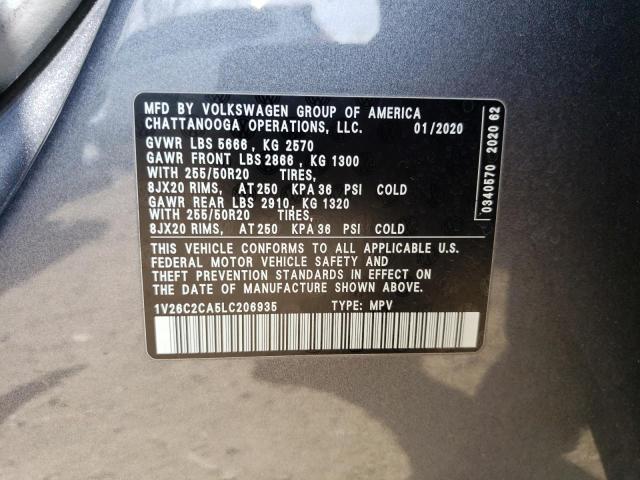 MFD BY VOLKSWAGEN GROUP OF AMERICA
CHATTANOOGA OPERATIONS, LLC. 01/2020
GVWR LBS 5666 , KG 2570
GAWR FRONT LBS 2866 , KG 1300
WITH 255/50R20 TIRES,
8JX20 RIMS, AT 250 KPA 36 PSI COLD
GAWR REAR LBS 2910, KG 1320
WITH 255/50R20 TIRES,
8JX20 RIMS, AT 250 KPA 36 PSI COLD
THIS VEHICLE CONFORMS TO ALL APPLICABLE U.S.
FEDERAL MOTOR VEHICLE SAFETY AND
THEFT PREVENTION STANDARDS IN EFFECT ON
THE DATE OF MANUFACTURE SHOWN ABOVE.
1V26C2CA5LC206935 TYPE: MPV
0340570 2020 62